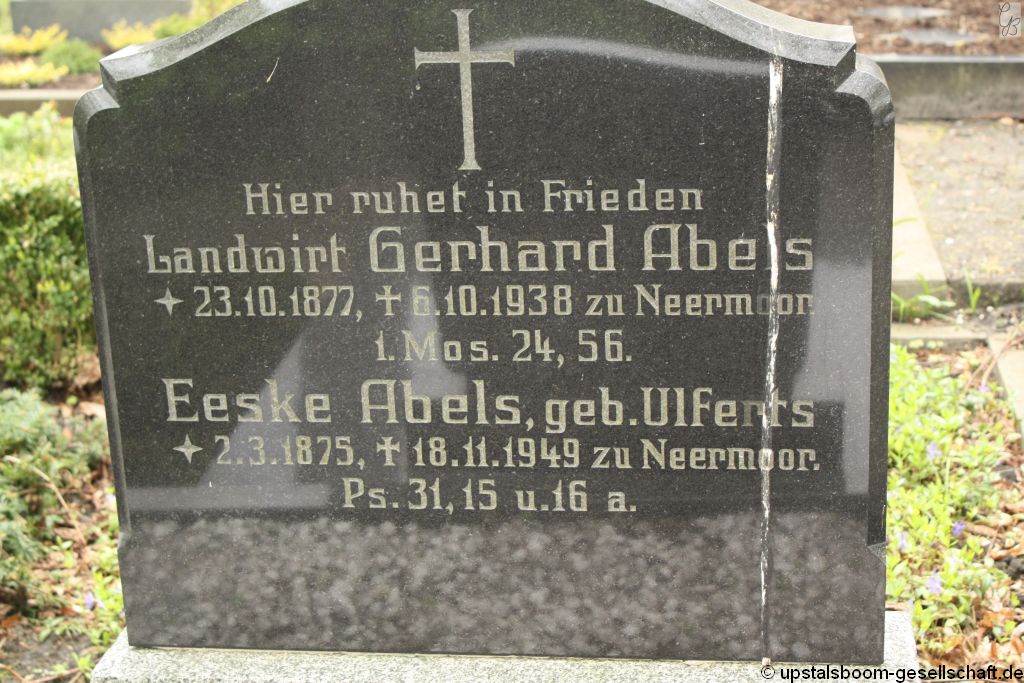 Hier ruhet in Frieden
Landwirt Gerhard Abels
✦ 23.10.1877, ✝ 6.10.1938 zu Neermoor.
1. Mos. 24, 56.
Eeske Abels, geb. Ulferts
✦ 2.3.1875, ✝ 18.11.1949 zu Neermoor.
Ps. 31, 15 u. 16 a.
© upstalsboom-gesellschaft.de